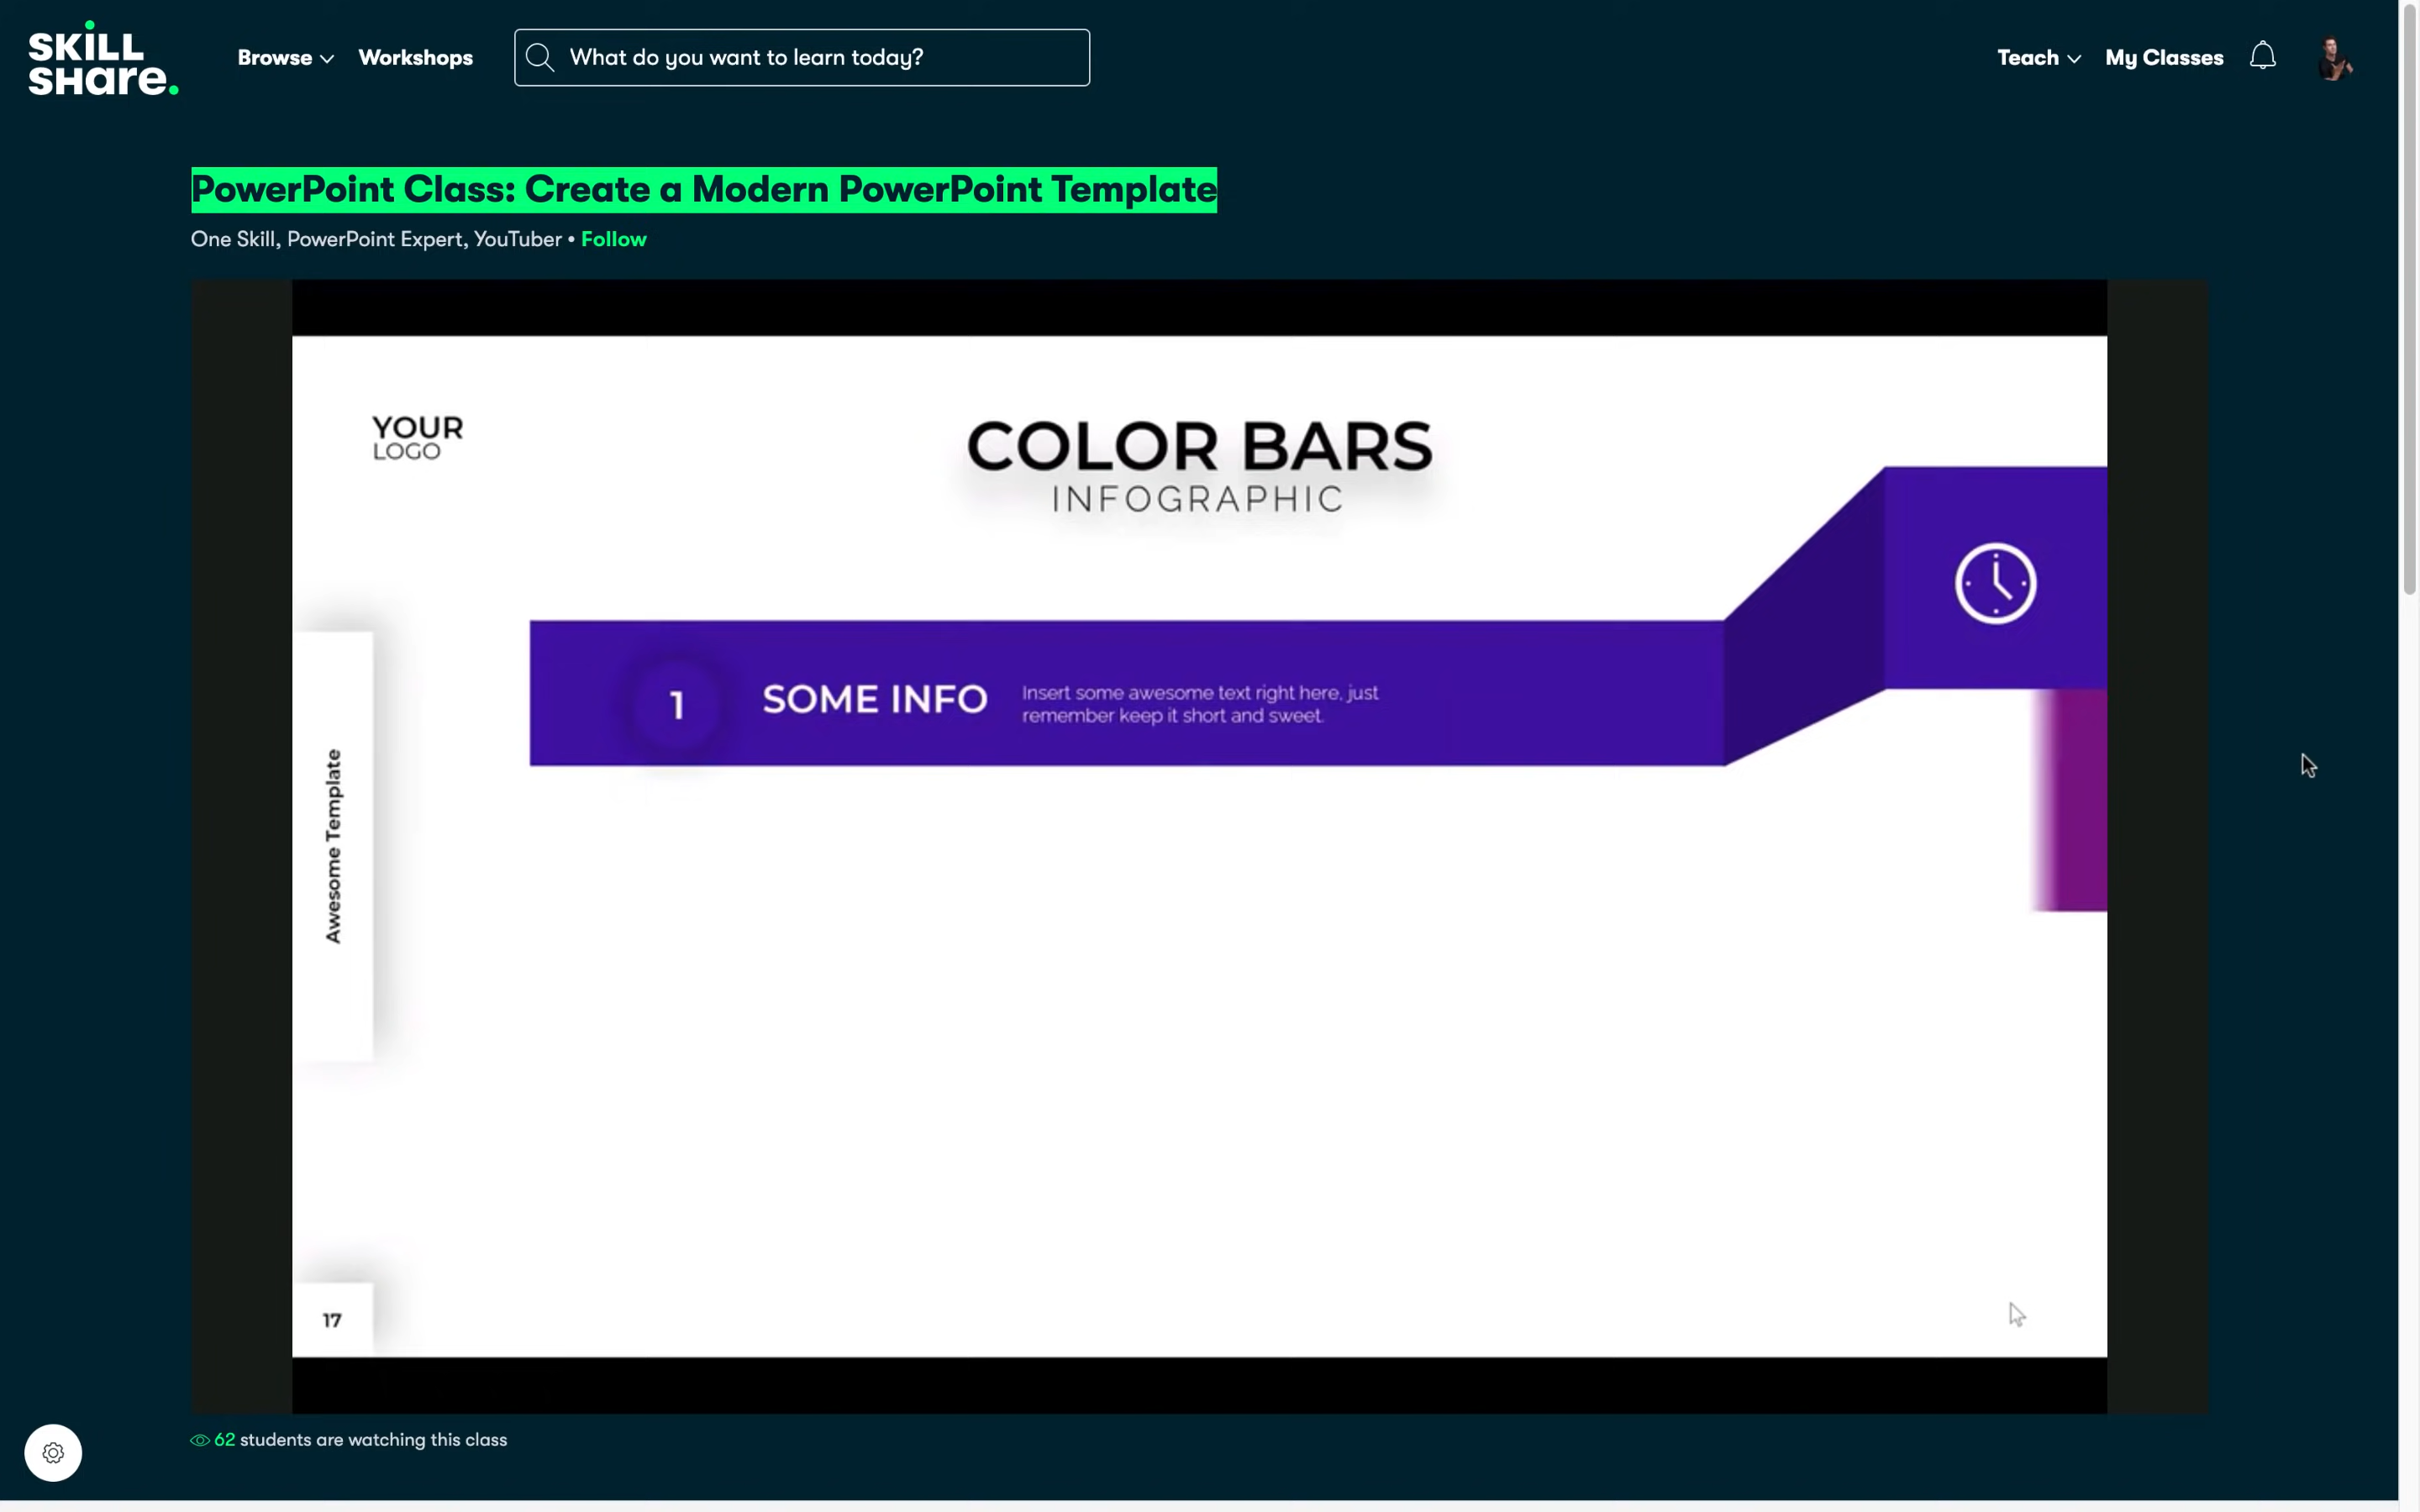 SKILL
SHare.
Browse
Workshops
What do you want to learn today?
Teach
My Classes
PowerPoint Class: Create a Modern PowerPoint Template
One Skill, PowerPoint Expert, YouTuber • Follow
YOUR
LOGO
COLOR BARS
INFOGRAPHIC
1
SOME INFO
Insert some awesome text right here, just
remember keep it short and sweet.
Awesome Template
17
62 students are watching this class